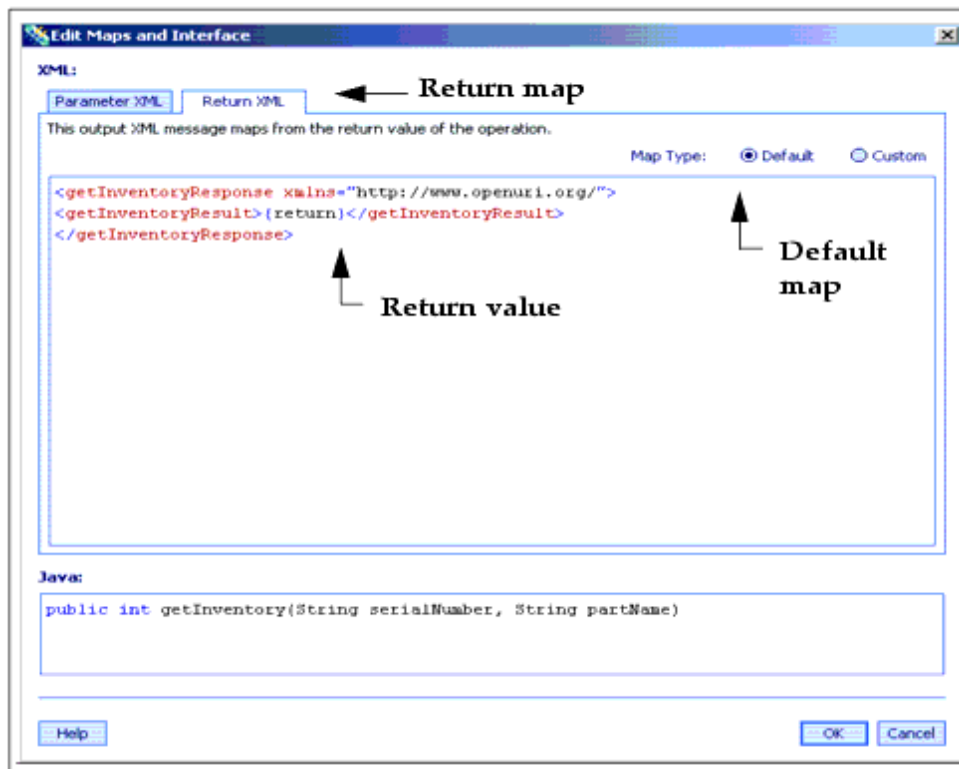 Edit Maps and Interface
XML:
Return map
Parameter XML Return XML
This output XML message maps from the return value of the operation.
Map Type: Default Custom
<getInventoryResponse xmlns="http://www.openuri.org/">
<getInventoryResult>{return}</getInventoryResult>
</getInventoryResponse>
Default
map
Return value
Java:
public int getInventory(String serialNumber, String partName)
Help OK Cancel